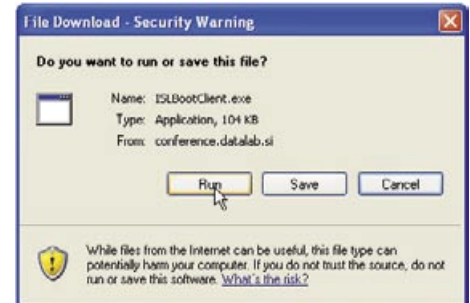 File Download - Security Warning
Do you want to run or save this file?
Name: ISLBootClient.exe
Type: Application, 104 KB
From: conference.datalab.si
Run Save Cancel
While files from the Internet can be useful, this file type can
potentially harm your computer. If you do not trust the source, do not
run or save this software. What's the risk?